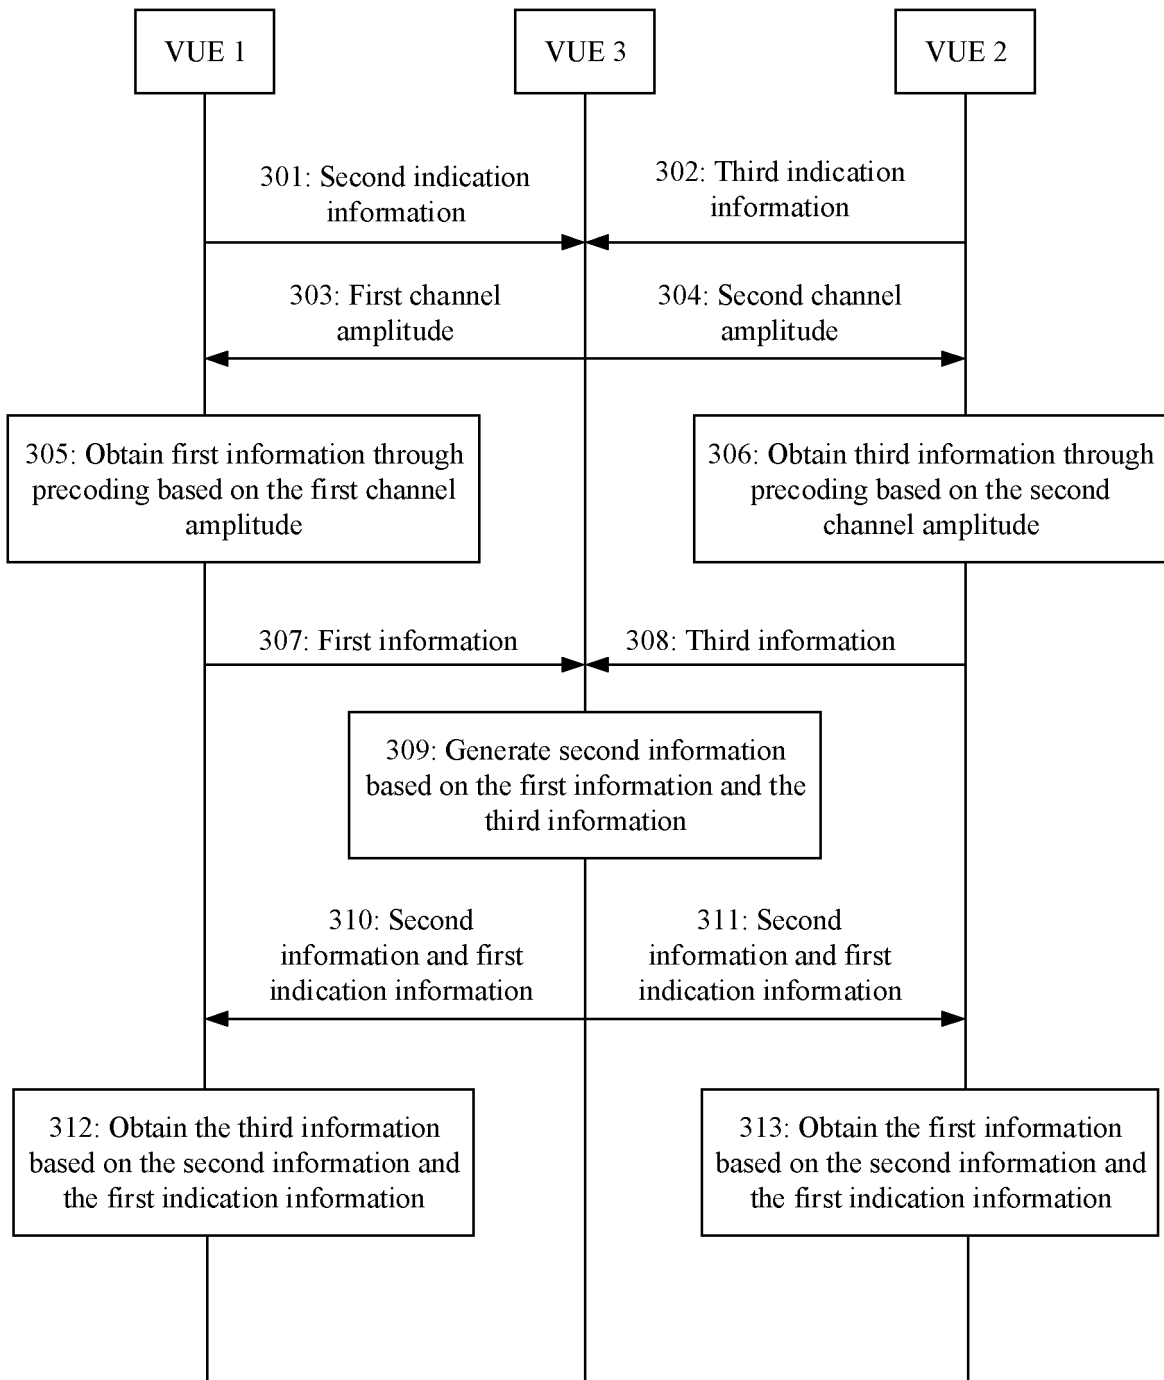 VUE 1
VUE 3
VUE 2
301: Second indication
information
302: Third indication
information
303: First channel
amplitude
304: Second channel
amplitude
305: Obtain first information through
precoding based on the first channel
amplitude
306: Obtain third information through
precoding based on the second
channel amplitude
307: First information
308: Third information
309: Generate second information
based on the first information and the
third information
310: Second
information and first
indication information
311: Second
information and first
indication information
312: Obtain the third information
based on the second information and
the first indication information
313: Obtain the first information
based on the second information and
the first indication information